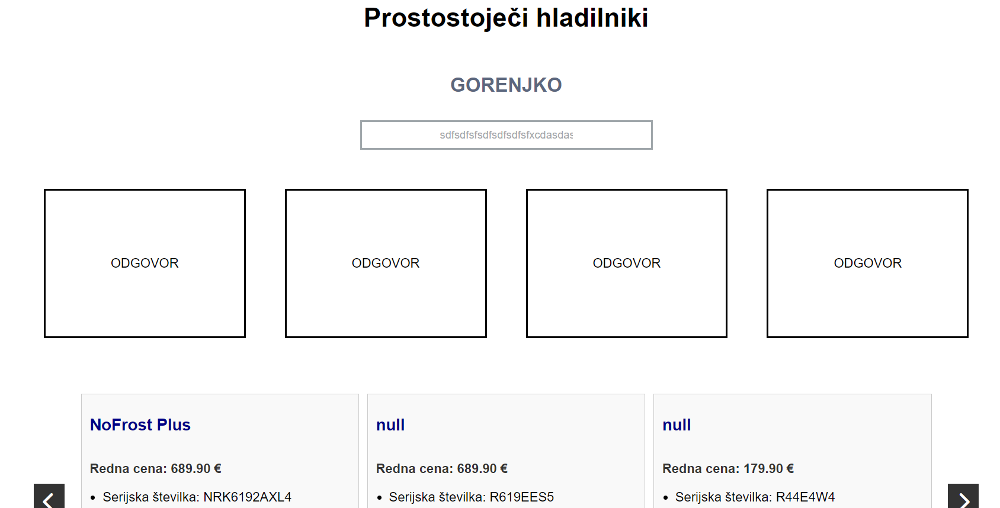 Prostostoječi hladilniki
GORENJKO
sdfsdfsfsdfsdfsdfsfxcdasdas
ODGOVOR
ODGOVOR
ODGOVOR
ODGOVOR
NoFrost Plus
Redna cena: 689.90 €
• Serijska številka: NRK6192AXL4
null
Redna cena: 689.90 €
• Serijska številka: R619EES5
null
Redna cena: 179.90 €
• Serijska številka: R44E4W4